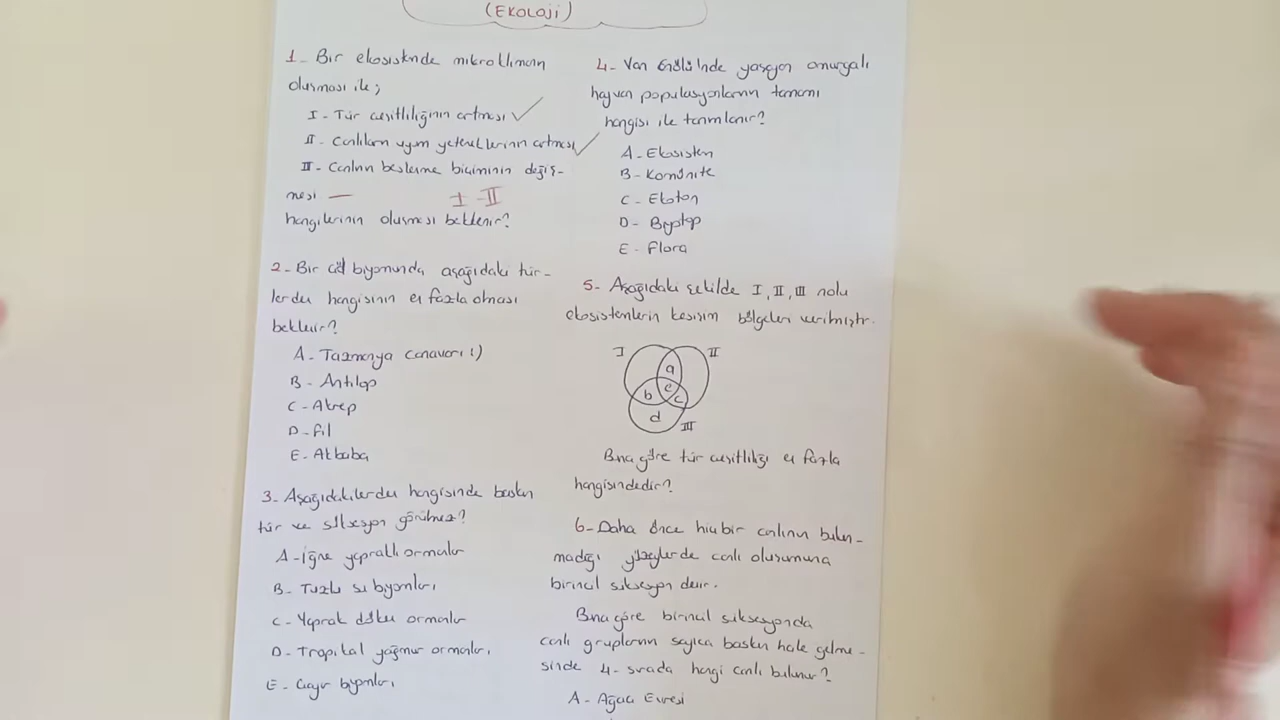 (EKOLOJİ)
1- Bir ekosistemde mikroklimanın
oluşması ile;
I- Tür çeşitliliğinin artması
II- Canlıların uyum yeteneklerinin artması
II- Canlının beslenme biçiminin değiş-
mesi —
I-II
hangilerinin oluşması beklenir?
2- Bir çöl biyomunda aşağıdaki tür-
lerden hangisinin en fazla olması
beklenir?
A- Tazmanya canavarı :)
B- Antilop
C- Akrep
D- fil
E- Akbaba
3- Aşağıdakilerden hangisinde baskın
tür ve süksesyon görülmez?
A- iğne yapraklı ormanlar
B- Tuzlu su biyomları
C- Yaprak döken ormanlar
D- Tropikal yağmur ormanları
E- Çayır biyomları
4- Van Gölü'nde yaşayan omurgalı
hayvan populasyonlarının tamamı
hangisi ile tanımlanır?
A- Ekosistem
B- Komünite
C- Ekoton
D- Biyotop
E- flora
5- Aşağıdaki şekilde I, II, III nolu
ekosistemlerin kesişim bölgeleri verilmiştir.
I
II
a
e
b
c
d
III
Buna göre tür çeşitliliği en fazla
hangisindedir?
6- Daha önce hiçbir canlının bulun-
madığı yüzeylerde canlı oluşumuna
birincil süksesyon denir.
Buna göre birincil süksesyonda
canlı gruplarının sayıca baskın hale gelme-
sinde 4. sırada hangi canlı bulunur?
A- Ağaç Evresi